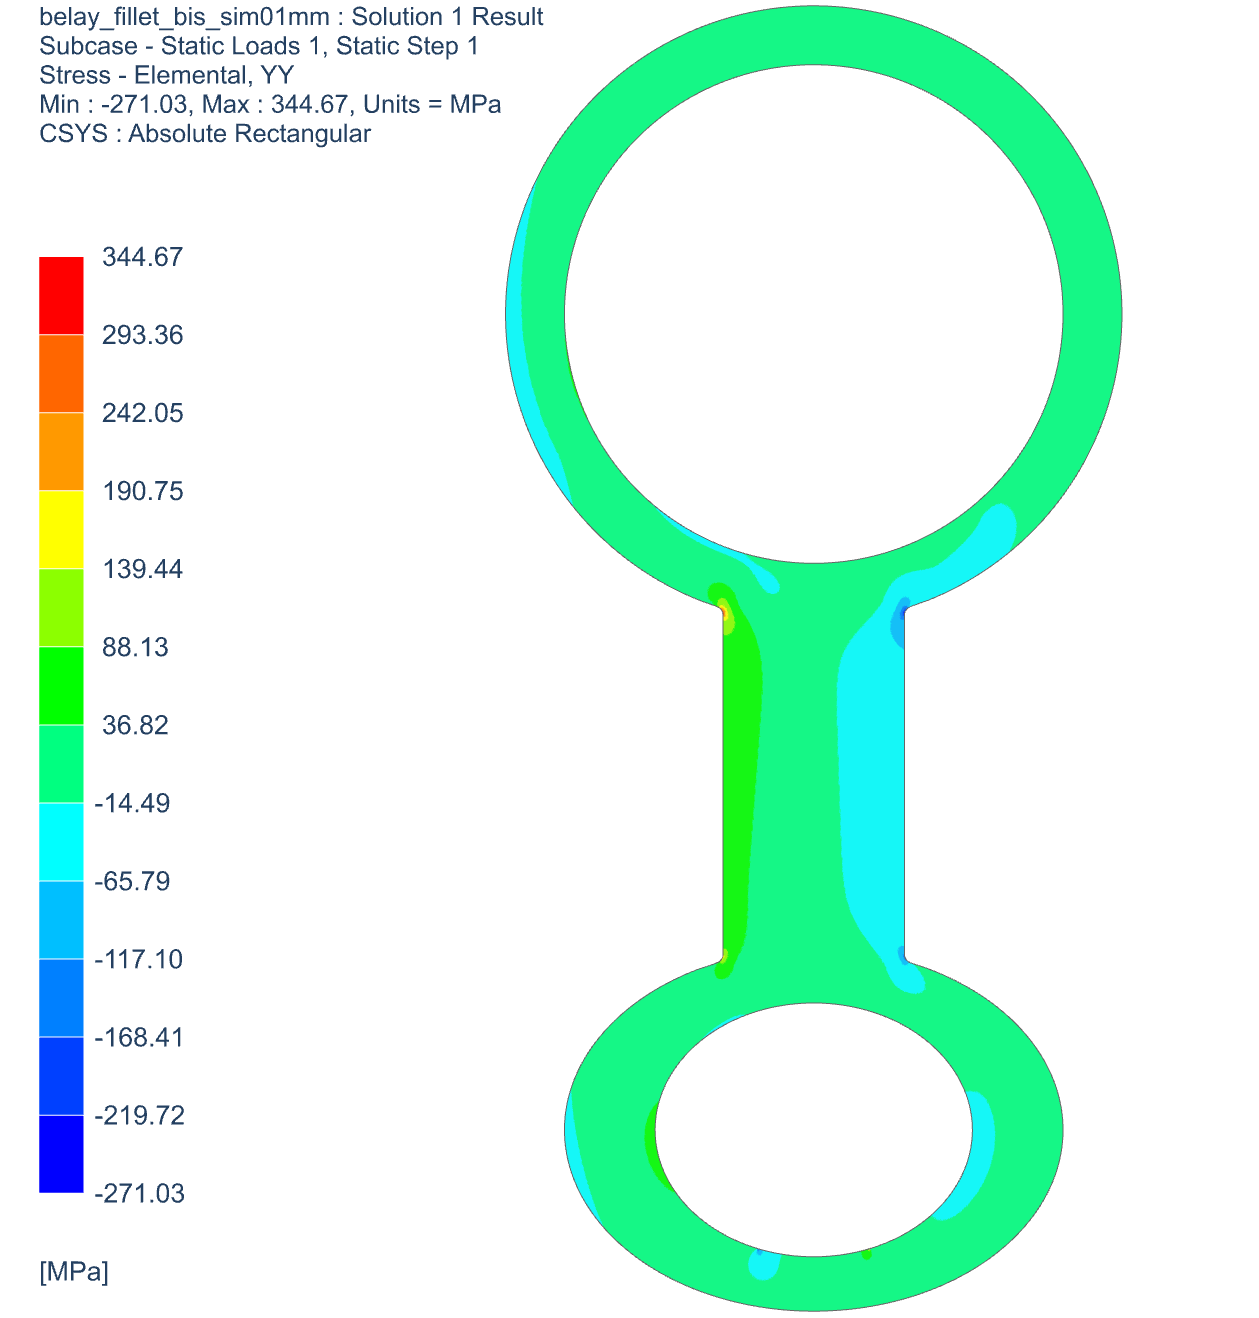 belay_fillet_bis_sim01mm : Solution 1 Result
Subcase - Static Loads 1, Static Step 1
Stress - Elemental, YY
Min : -271.03, Max : 344.67, Units = MPa
CSYS : Absolute Rectangular
344.67
293.36
242.05
190.75
139.44
88.13
36.82
-14.49
-65.79
-117.10
-168.41
-219.72
-271.03
[MPa]